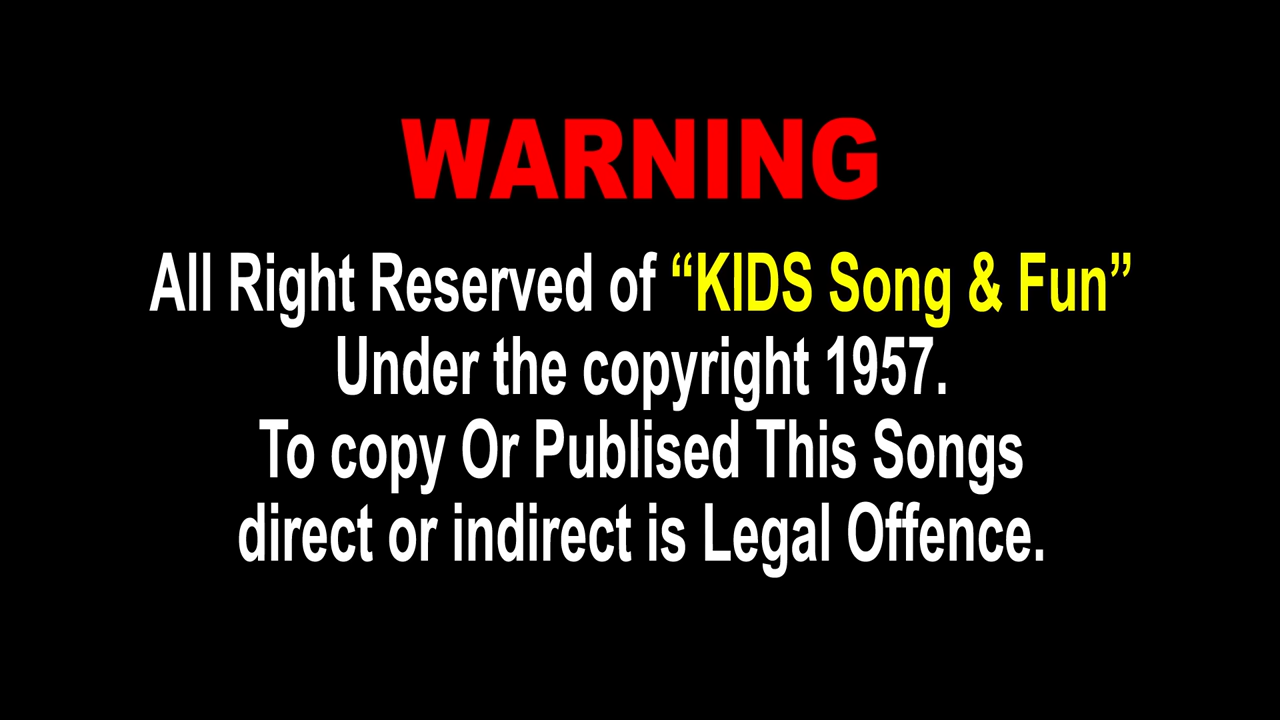 WARNING
All Right Reserved of “KIDS Song & Fun”
Under the copyright 1957.
To copy Or Publised This Songs
direct or indirect is Legal Offence.